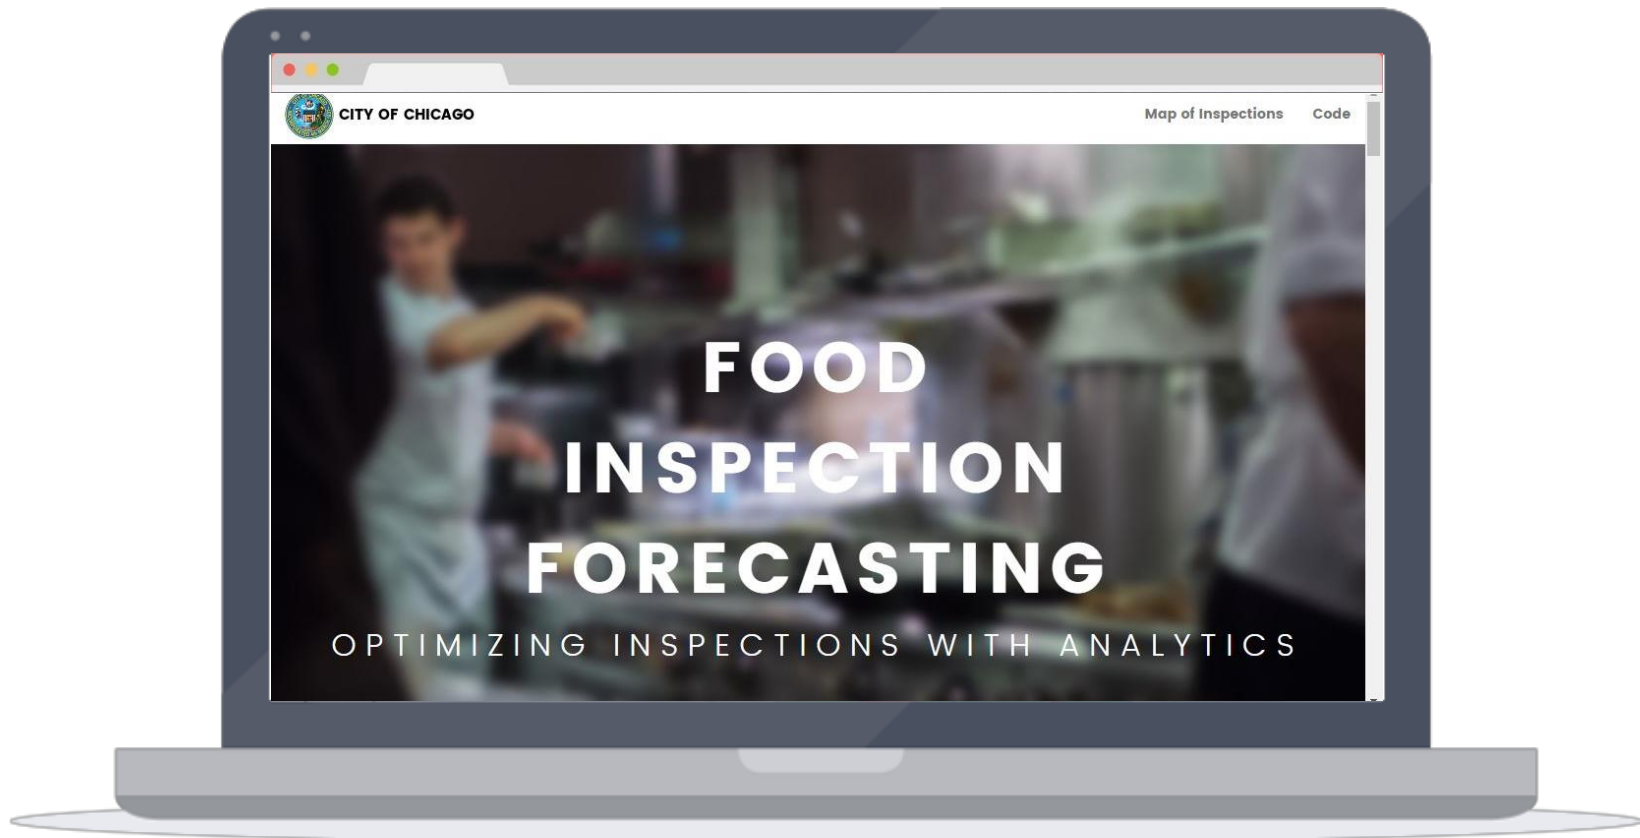 CITY OF CHICAGO
Map of Inspections Code
FOOD
INSPECTION
FORECASTING
OPTIMIZING INSPECTIONS WITH ANALYTICS